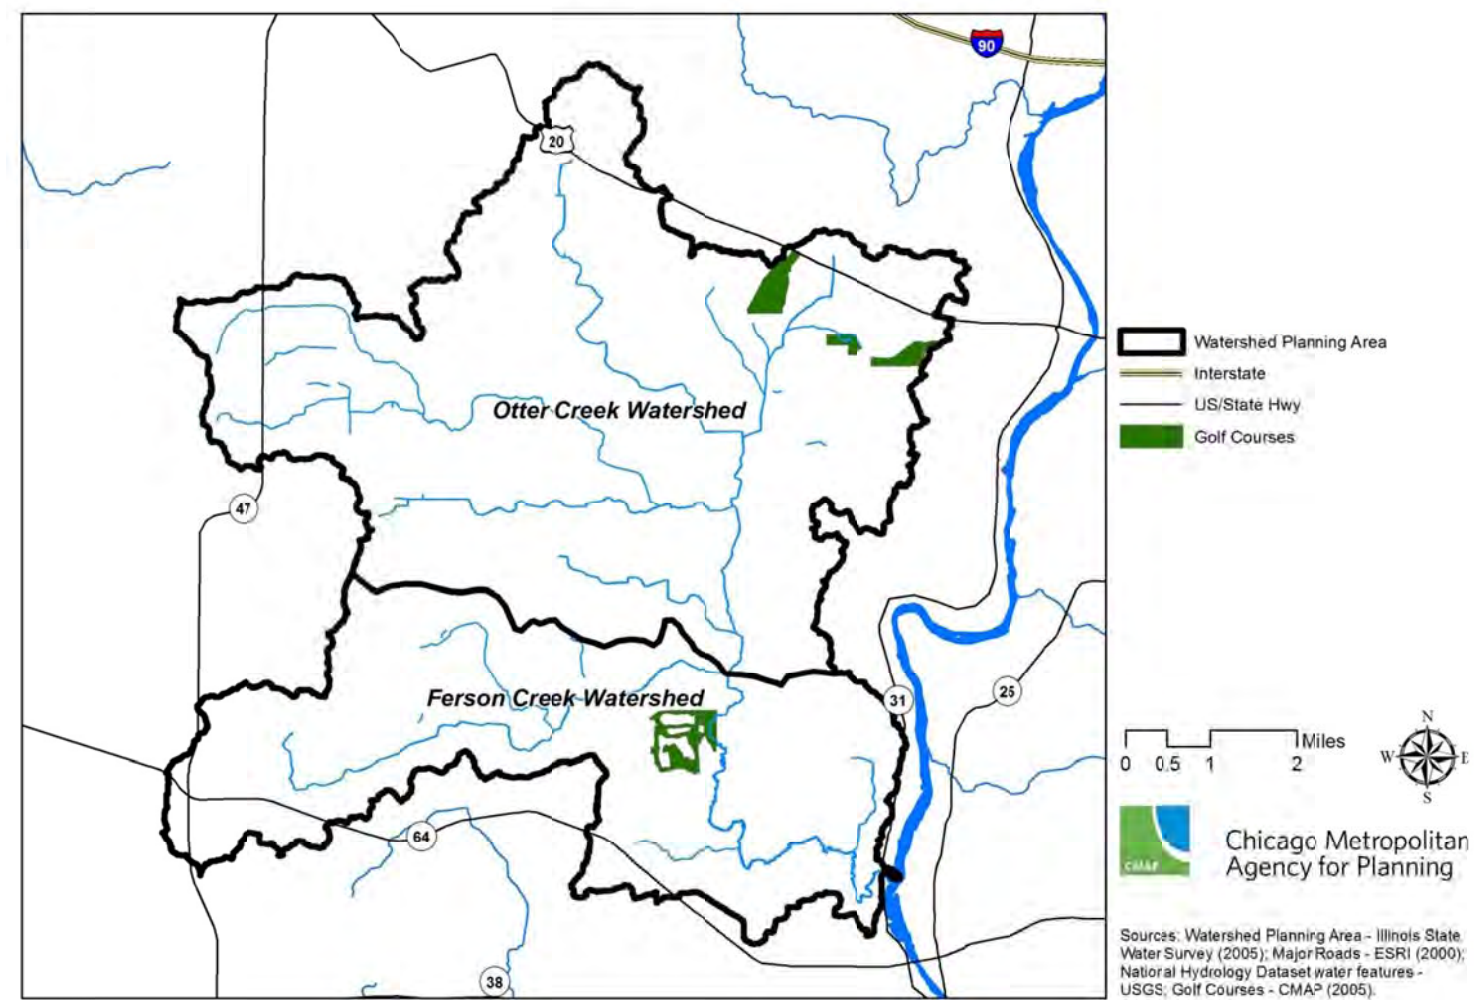 90
20
Otter Creek Watershed
47
Ferson Creek Watershed
31
25
64
38
Watershed Planning Area
Interstate
US/State Hwy
Golf Courses
0 0.5 1 2 Miles
N
W E
S
CMAP
Chicago Metropolitan
Agency for Planning
Sources: Watershed Planning Area - Illinois State
Water Survey (2005); Major Roads - ESRI (2000);
National Hydrology Dataset water features -
USGS; Golf Courses - CMAP (2005).